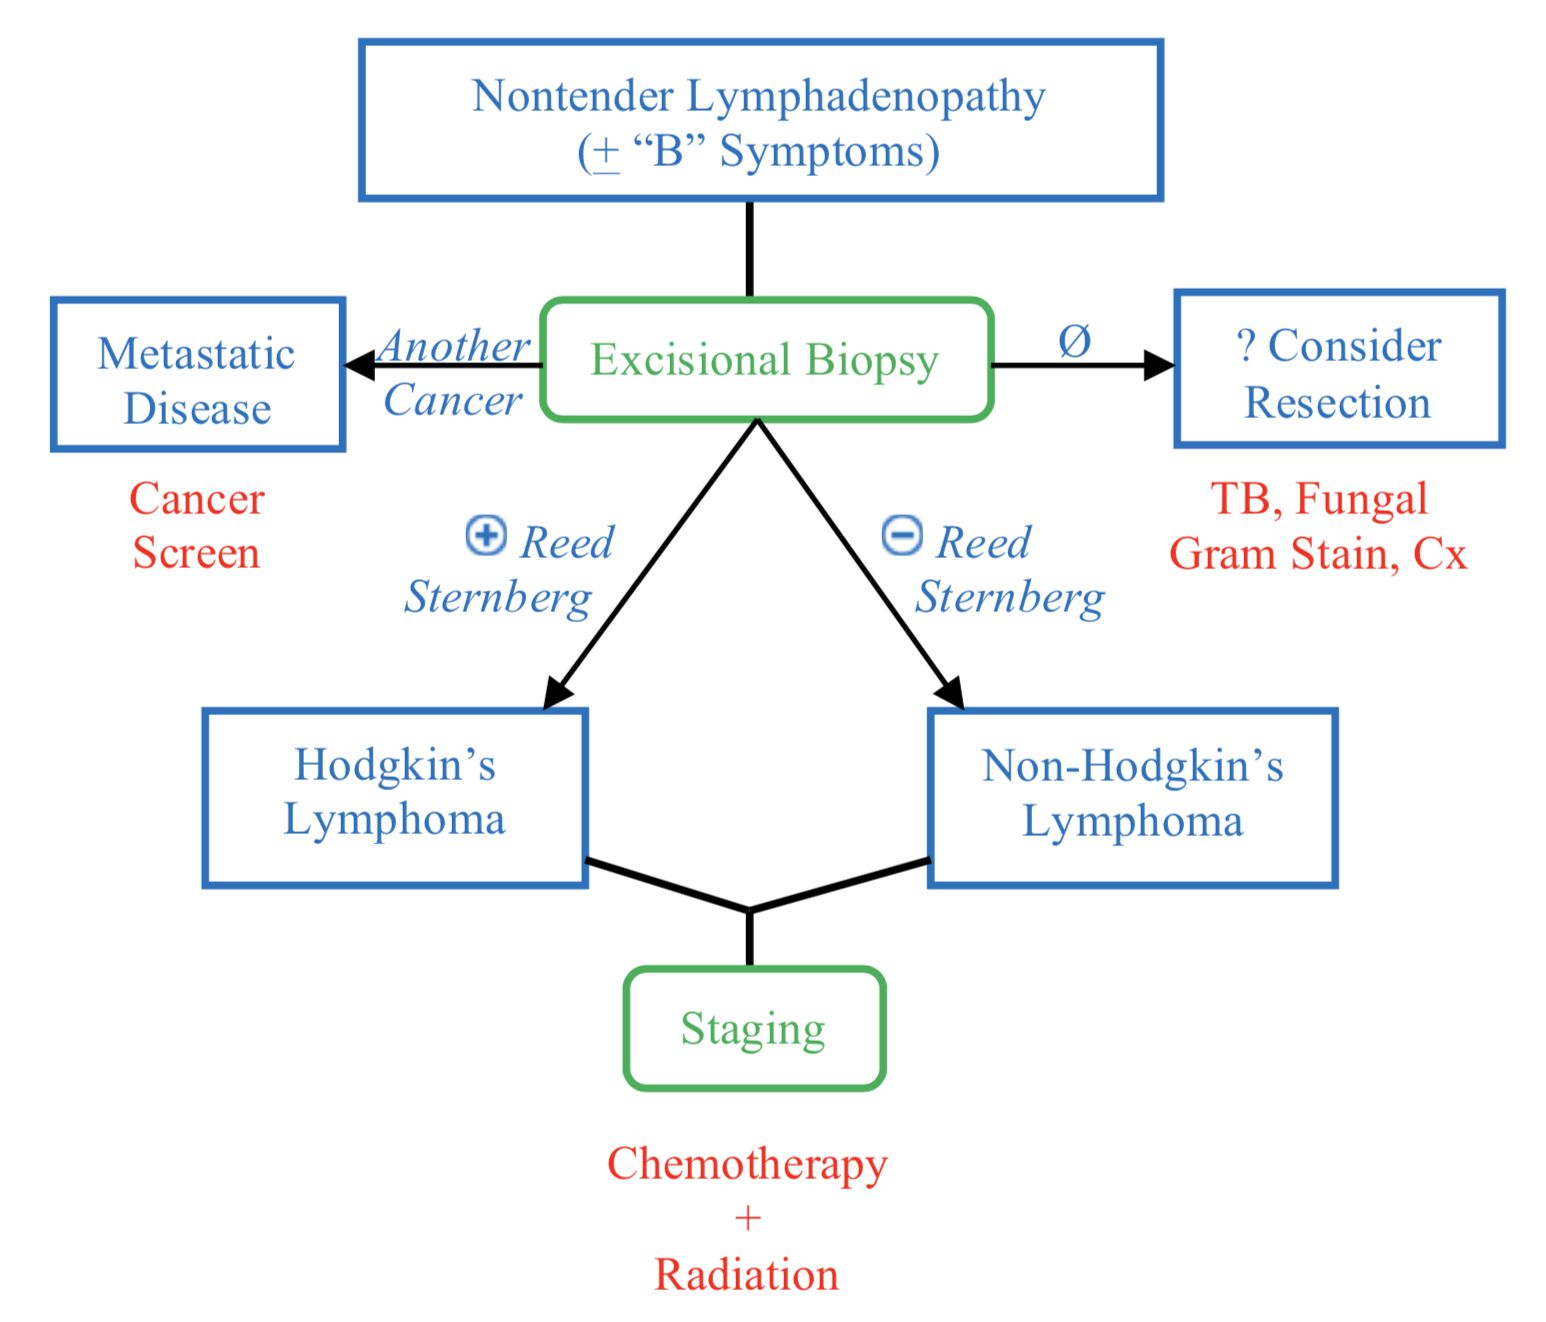 Nontender Lymphadenopathy
(± “B” Symptoms)
Metastatic
Disease
Another
Cancer
Excisional Biopsy
Ø
? Consider
Resection
Cancer
Screen
TB, Fungal
Gram Stain, Cx
+ Reed
Sternberg
− Reed
Sternberg
Hodgkin’s
Lymphoma
Non-Hodgkin’s
Lymphoma
Staging
Chemotherapy
+
Radiation